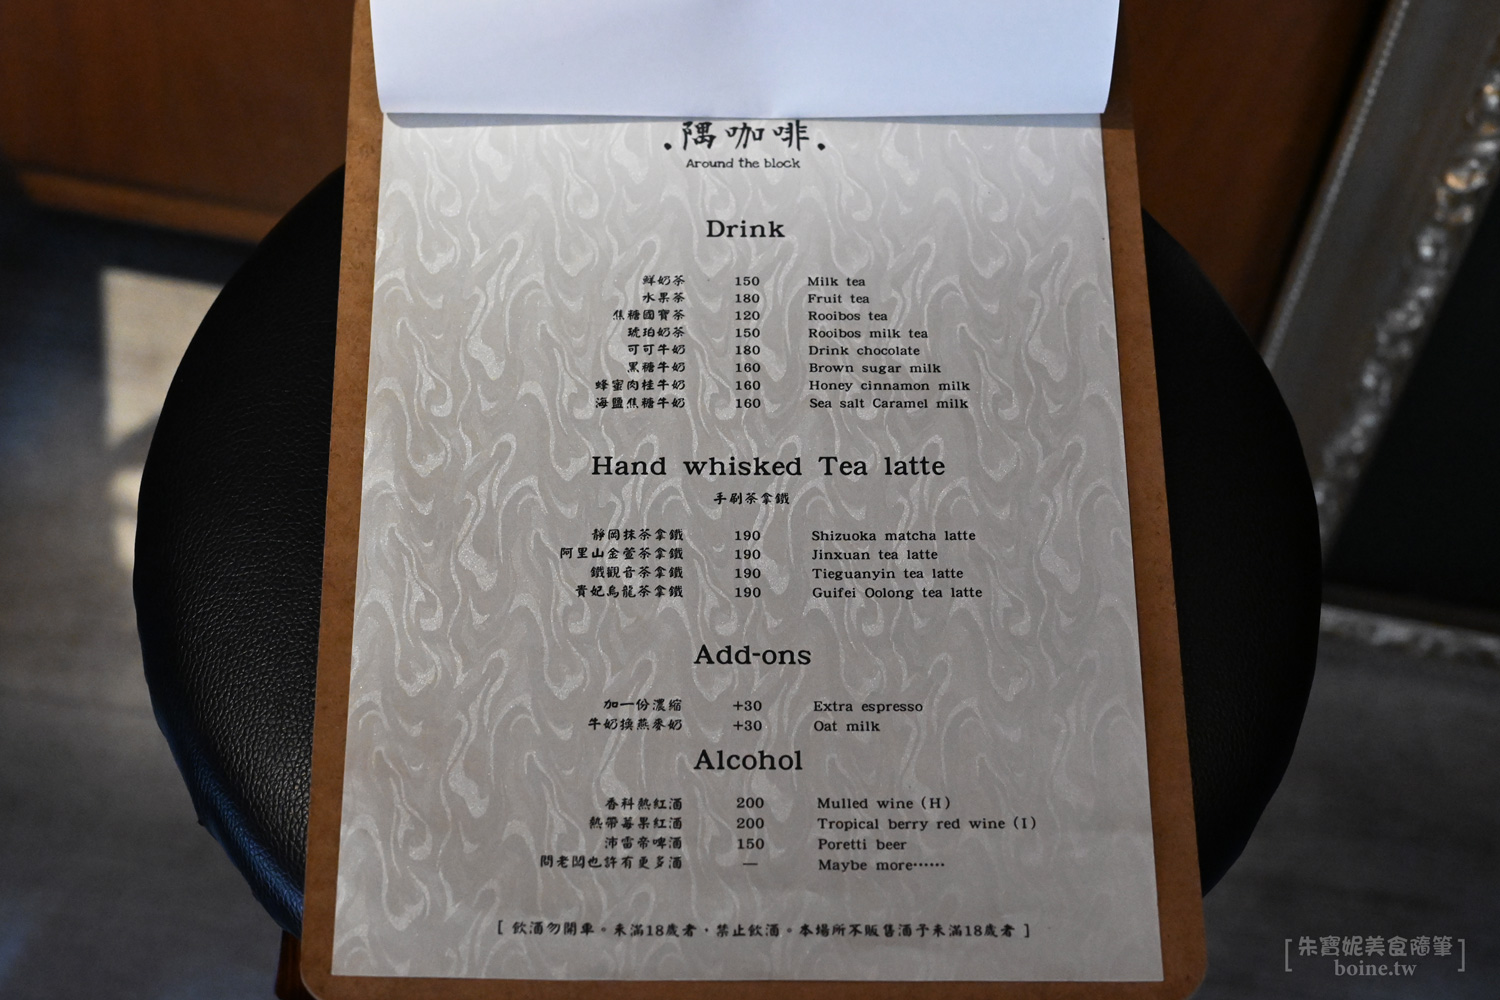 ．隅咖啡．
Around the block
Drink
鮮奶茶 150 Milk tea
水果茶 180 Fruit tea
焦糖國寶茶 120 Rooibos tea
琥珀奶茶 150 Rooibos milk tea
可可牛奶 180 Drink chocolate
黑糖牛奶 160 Brown sugar milk
蜂蜜肉桂牛奶 160 Honey cinnamon milk
海鹽焦糖牛奶 160 Sea salt Caramel milk
Hand whisked Tea latte
手刷茶拿鐵
靜岡抹茶拿鐵 190 Shizuoka matcha latte
阿里山金萱茶拿鐵 190 Jinxuan tea latte
鐵觀音茶拿鐵 190 Tieguanyin tea latte
貴妃烏龍茶拿鐵 190 Guifei Oolong tea latte
Add-ons
加一份濃縮 +30 Extra espresso
牛奶換燕麥奶 +30 Oat milk
Alcohol
香料熱紅酒 200 Mulled wine (H)
熱帶莓果紅酒 200 Tropical berry red wine (I)
沛雷帝啤酒 150 Poretti beer
問老闆也許有更多酒 — Maybe more……
[ 飲酒勿開車。未滿18歲者，禁止飲酒。本場所不販售酒予未滿18歲者 ]
[朱寶妮美食隨筆]
boine.tw